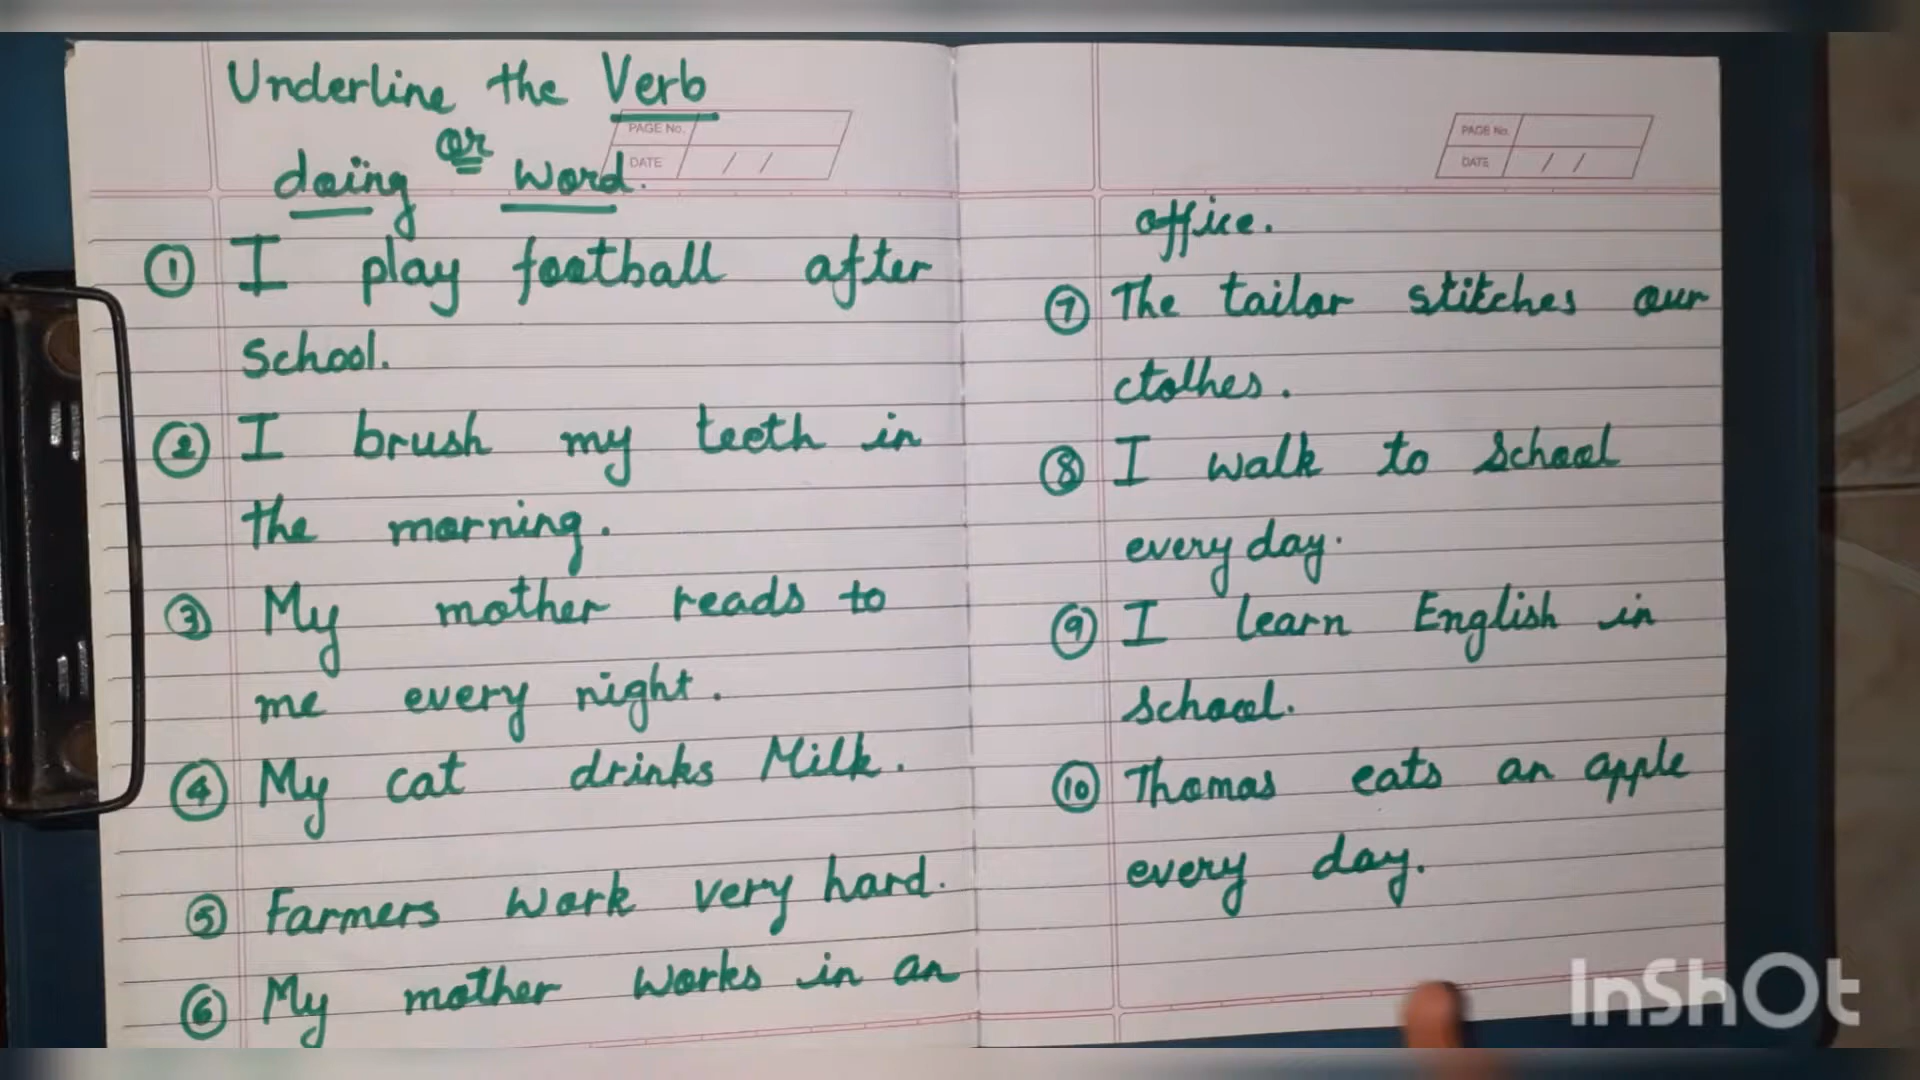 Underline the Verb
or
doing word.
PAGE No.
DATE / /
① I play football after
School.
② I brush my teeth in
the morning.
③ My mother reads to
me every night.
④ My cat drinks Milk.
⑤ Farmers work very hard.
⑥ My mother works in an
PAGE No.
DATE / /
office.
⑦ The tailor stitches our
clothes.
⑧ I walk to School
every day.
⑨ I learn English in
school.
⑩ Thomas eats an apple
every day.
InShOt